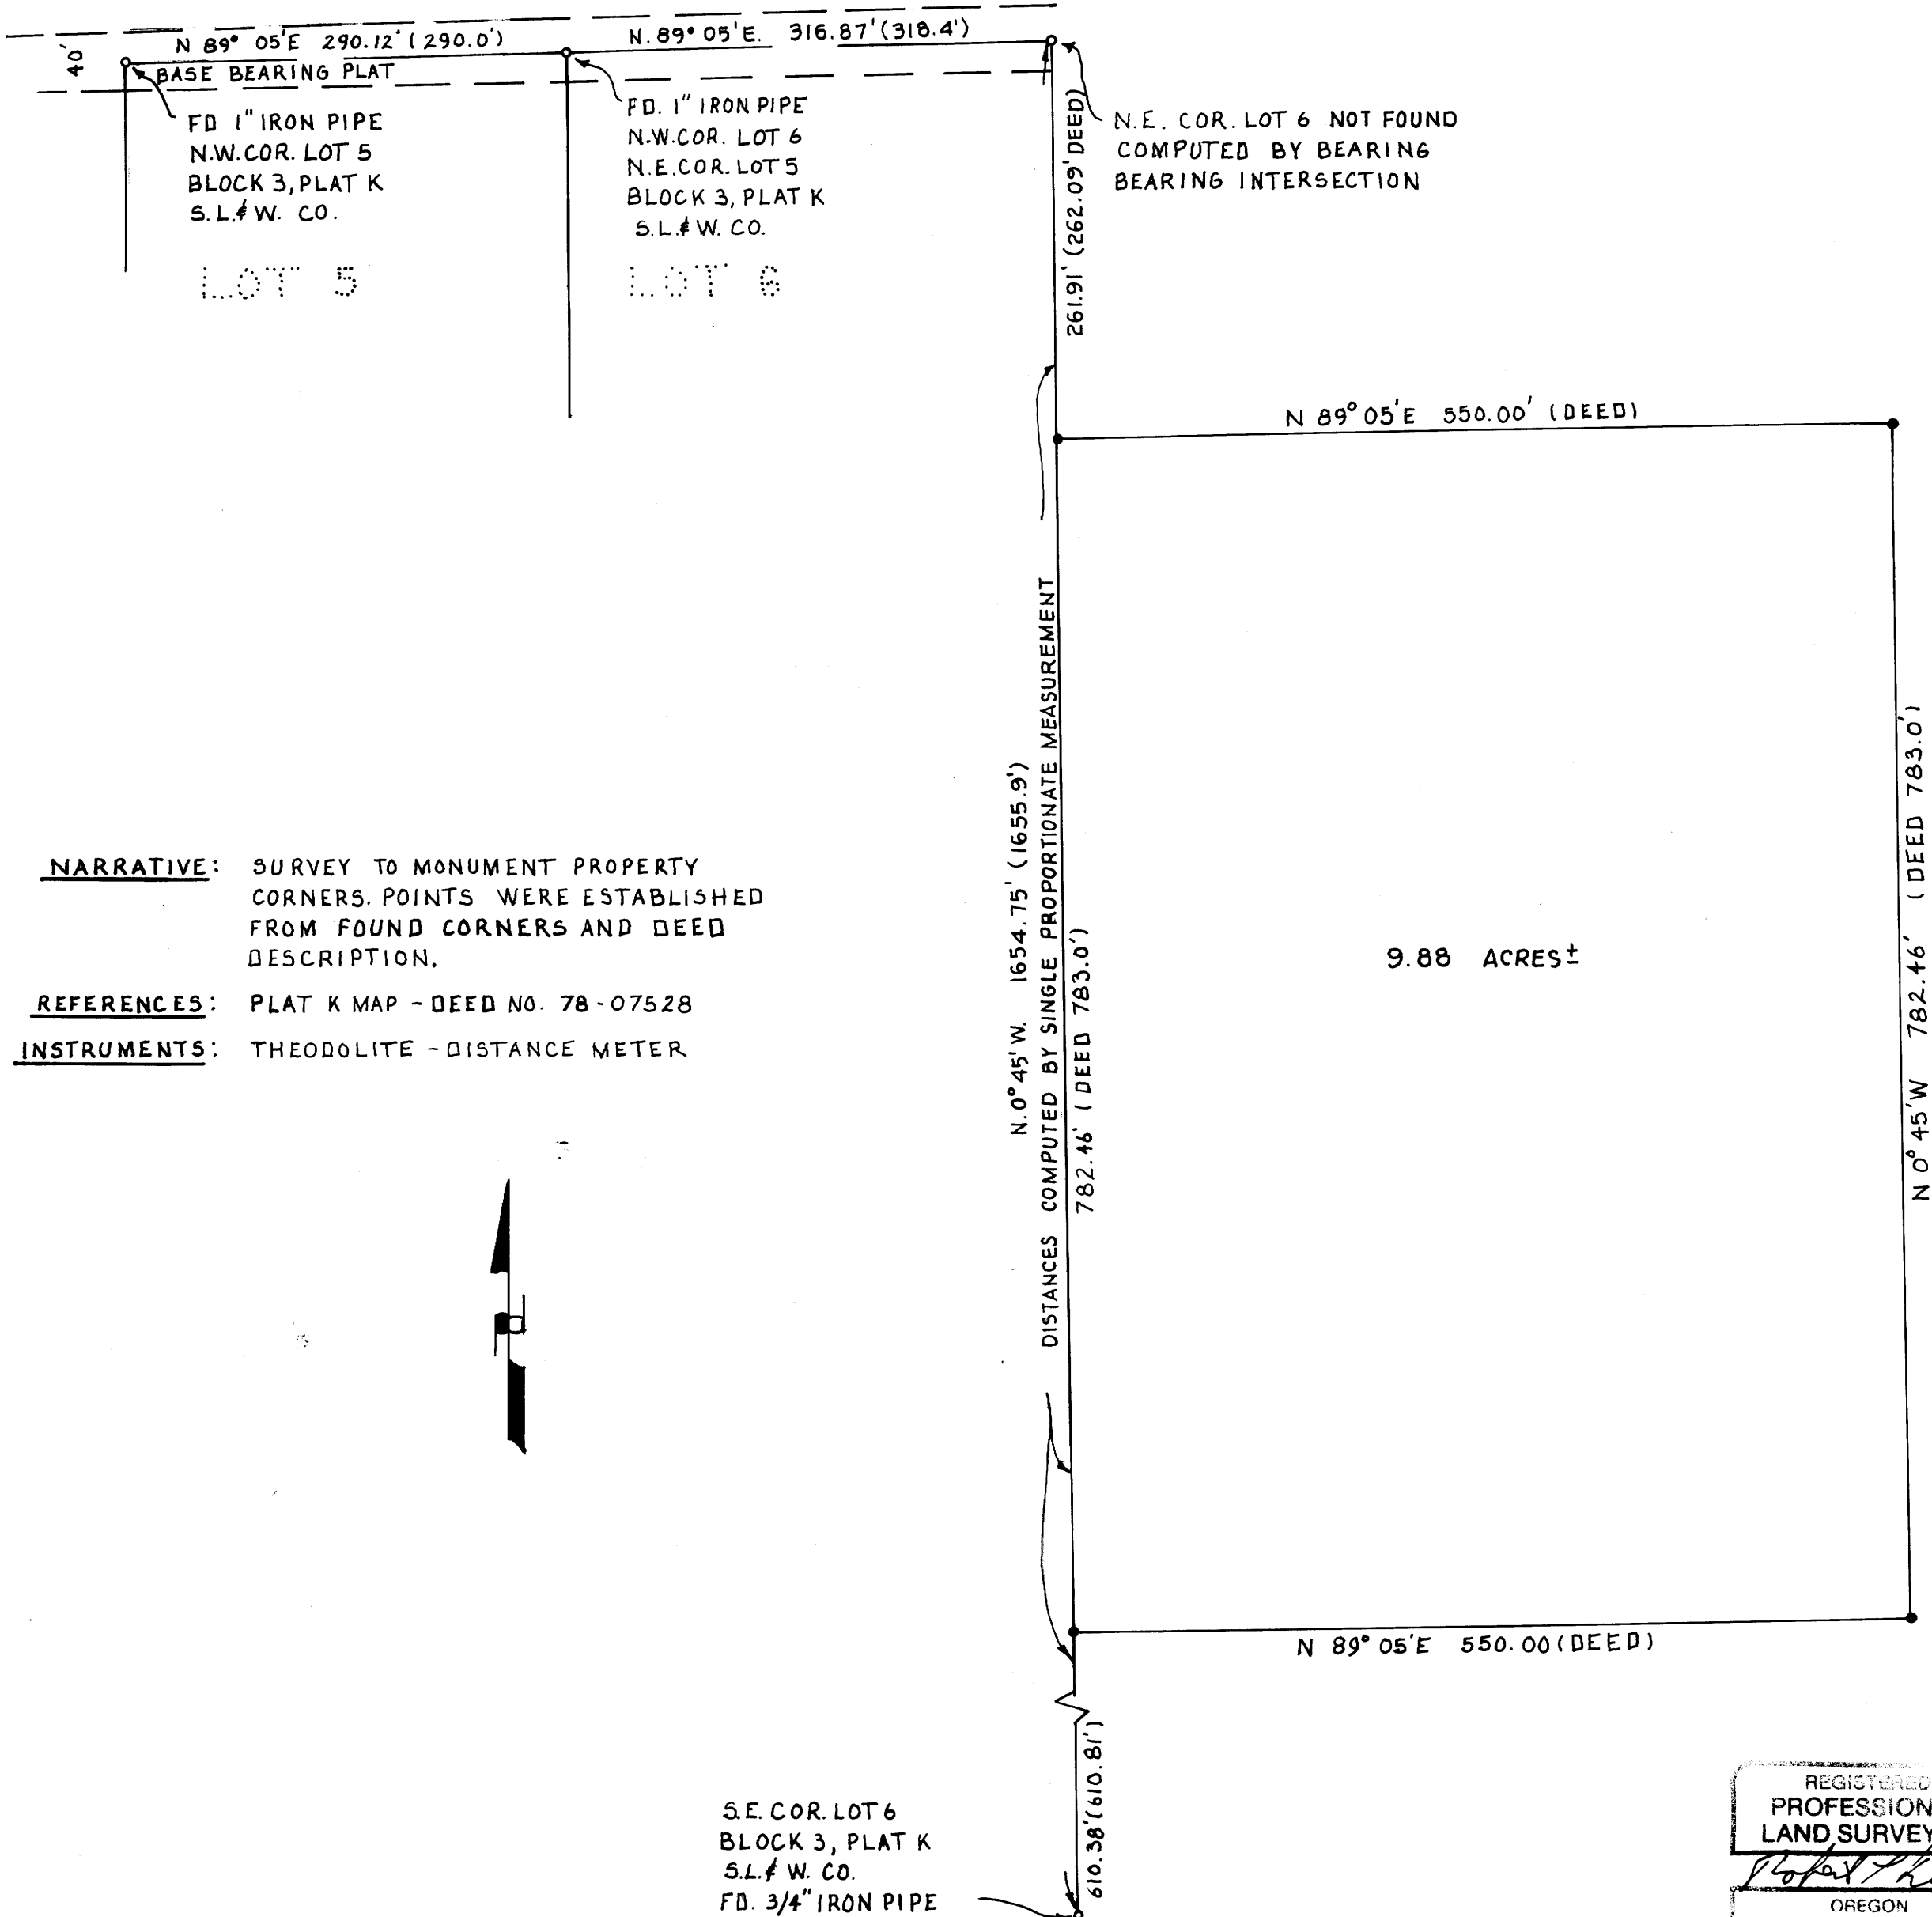 40'
N 89° 05'E 290.12' (290.0')
BASE BEARING PLAT
N. 89° 05'E. 316.87' (318.4')
FD 1" IRON PIPE
N.W. COR. LOT 5
BLOCK 3, PLAT K
S.L. & W. CO.
LOT 5
FD. 1" IRON PIPE
N.W. COR. LOT 6
N.E. COR. LOT 5
BLOCK 3, PLAT K
S.L. & W. CO.
LOT 6
N.E. COR. LOT 6 NOT FOUND
COMPUTED BY BEARING
BEARING INTERSECTION
261.91' (262.09' DEED)
N 89° 05'E 550.00' (DEED)
N. 0° 45' W. 1654.75' (1655.9')
DISTANCES COMPUTED BY SINGLE PROPORTIONATE MEASUREMENT
782.46' (DEED 783.0')
9.88 ACRES±
N 0° 45' W 782.46' (DEED 783.0')
NARRATIVE: SURVEY TO MONUMENT PROPERTY
CORNERS. POINTS WERE ESTABLISHED
FROM FOUND CORNERS AND DEED
DESCRIPTION.
REFERENCES: PLAT K MAP - DEED NO. 78-07528
INSTRUMENTS: THEODOLITE - DISTANCE METER
N 89° 05'E 550.00 (DEED)
610.38' (610.81')
S.E. COR. LOT 6
BLOCK 3, PLAT K
S.L. & W. CO.
FD. 3/4" IRON PIPE
REGISTERED
PROFESSION
LAND SURVEY
OREGON